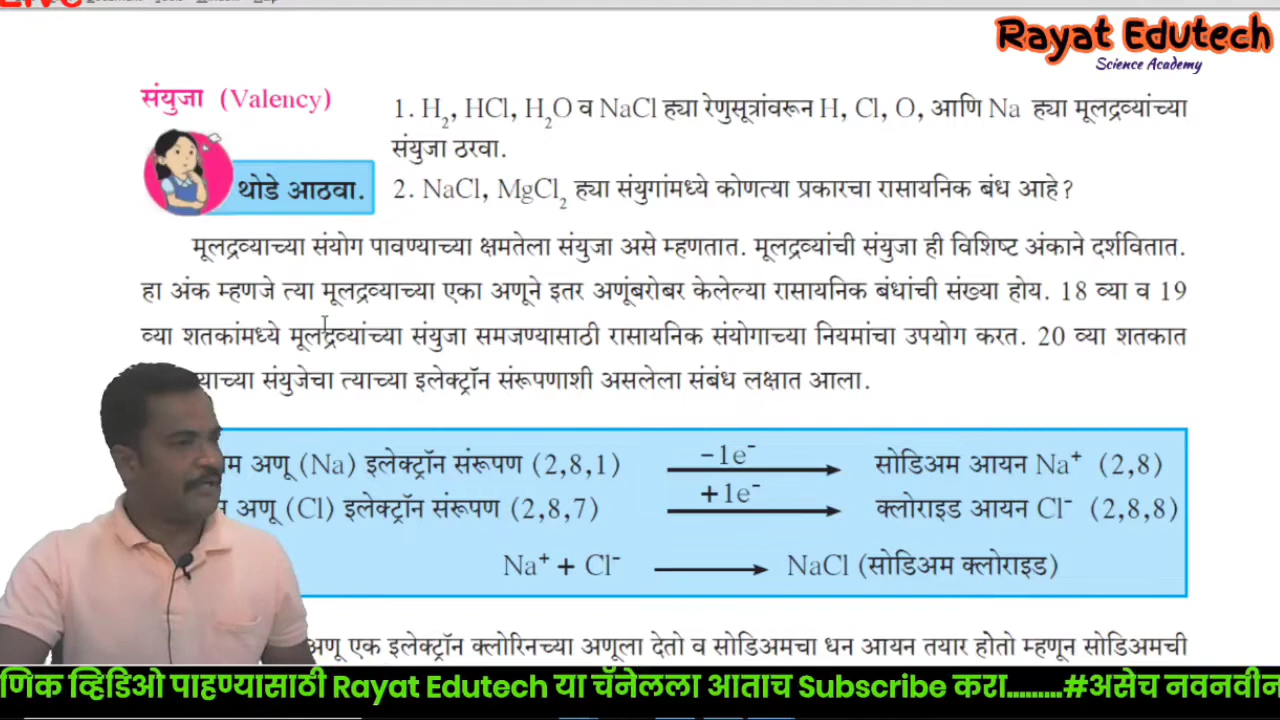 LIVE
Rayat Edutech
Science Academy
संयुजा (Valency)
थोडे आठवा.
1. H₂, HCl, H₂O व NaCl ह्या रेणुसूत्रांवरून H, Cl, O, आणि Na ह्या मूलद्रव्यांच्या
संयुजा ठरवा.
2. NaCl, MgCl₂ ह्या संयुगांमध्ये कोणत्या प्रकारचा रासायनिक बंध आहे?
मूलद्रव्याच्या संयोग पावण्याच्या क्षमतेला संयुजा असे म्हणतात. मूलद्रव्यांची संयुजा ही विशिष्ट अंकाने दर्शवितात.
हा अंक म्हणजे त्या मूलद्रव्याच्या एका अणूने इतर अणूंबरोबर केलेल्या रासायनिक बंधांची संख्या होय. 18 व्या व 19
व्या शतकांमध्ये मूलद्रव्यांच्या संयुजा समजण्यासाठी रासायनिक संयोगाच्या नियमांचा उपयोग करत. 20 व्या शतकात
संयुजेचा त्याच्या इलेक्ट्रॉन संरूपणाशी असलेला संबंध लक्षात आला.
अणू (Na) इलेक्ट्रॉन संरूपण (2,8,1) –1e⁻ सोडिअम आयन Na⁺ (2,8)
अणू (Cl) इलेक्ट्रॉन संरूपण (2,8,7) +1e⁻ क्लोराइड आयन Cl⁻ (2,8,8)
Na⁺ + Cl⁻ ⟶ NaCl (सोडिअम क्लोराइड)
अणू एक इलेक्ट्रॉन क्लोरिनच्या अणूला देतो व सोडिअमचा धन आयन तयार होतो म्हणून सोडिअमची
णिक व्हिडिओ पाहण्यासाठी Rayat Edutech या चॅनेलला आताच Subscribe करा.........#असेच नवनवीन